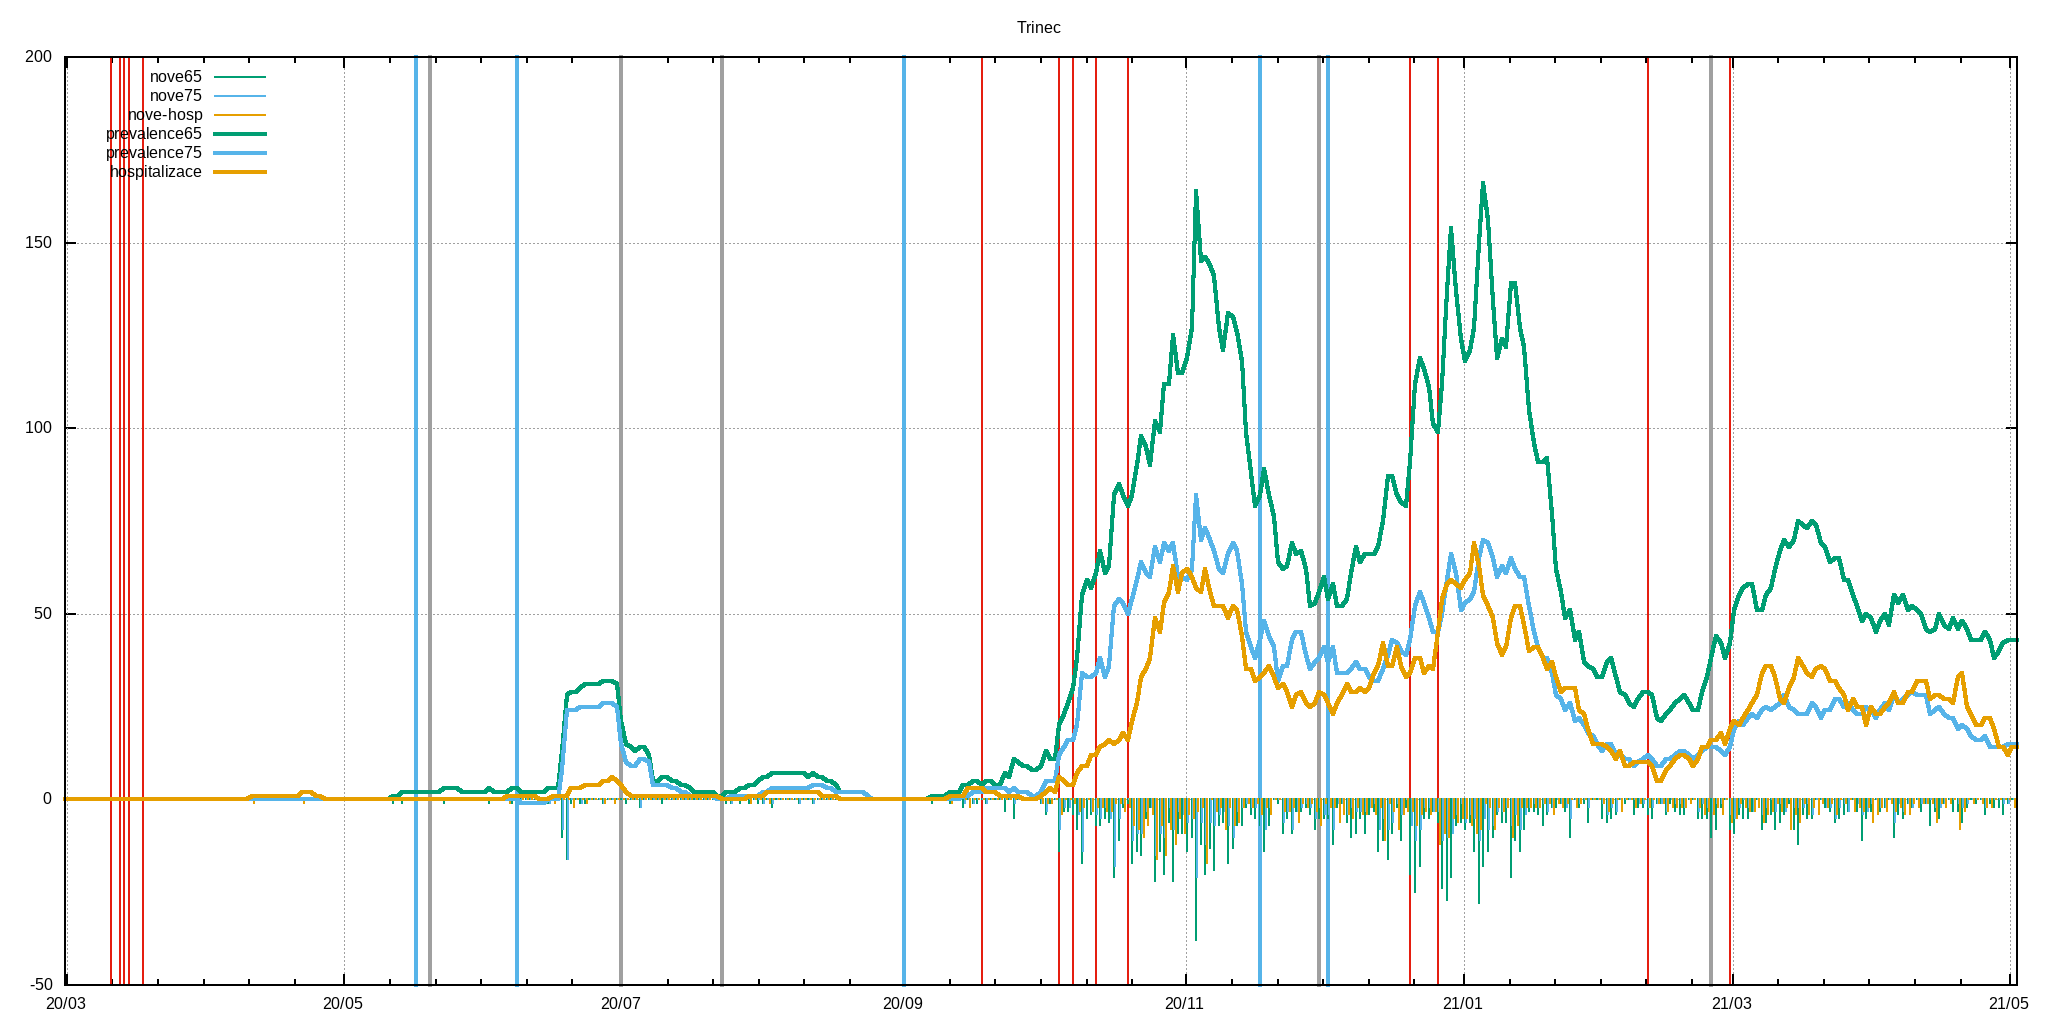 Trinec
200
150
100
50
0
-50
nove65
nove75
nove-hosp
prevalence65
prevalence75
hospitalizace
20/03 20/05 20/07 20/09 20/11 21/01 21/03 21/05